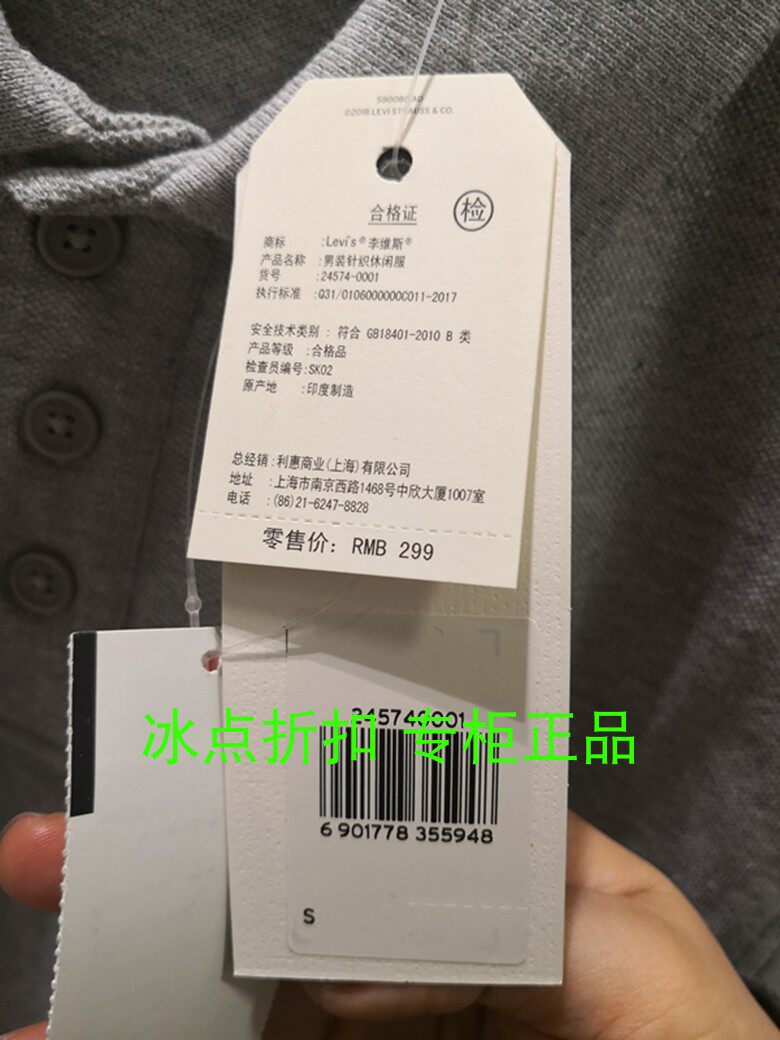 ©2018 LEVI STRAUSS & CO.
合格证
检
商标 :Levi's®李维斯®
产品名称 :男装针织休闲服
货号 :24574-0001
执行标准 :Q31/0106000000C011-2017
安全技术类别 : 符合 GB18401-2010 B 类
产品等级 :合格品
检查员编号:SK02
原产地 :印度制造
总经销:利惠商业(上海)有限公司
地址 :上海市南京西路1468号中欣大厦1007室
电话 :(86)21-6247-8828
零售价: RMB 299
245740001
冰点折扣 专柜正品
6 901778 355948
S